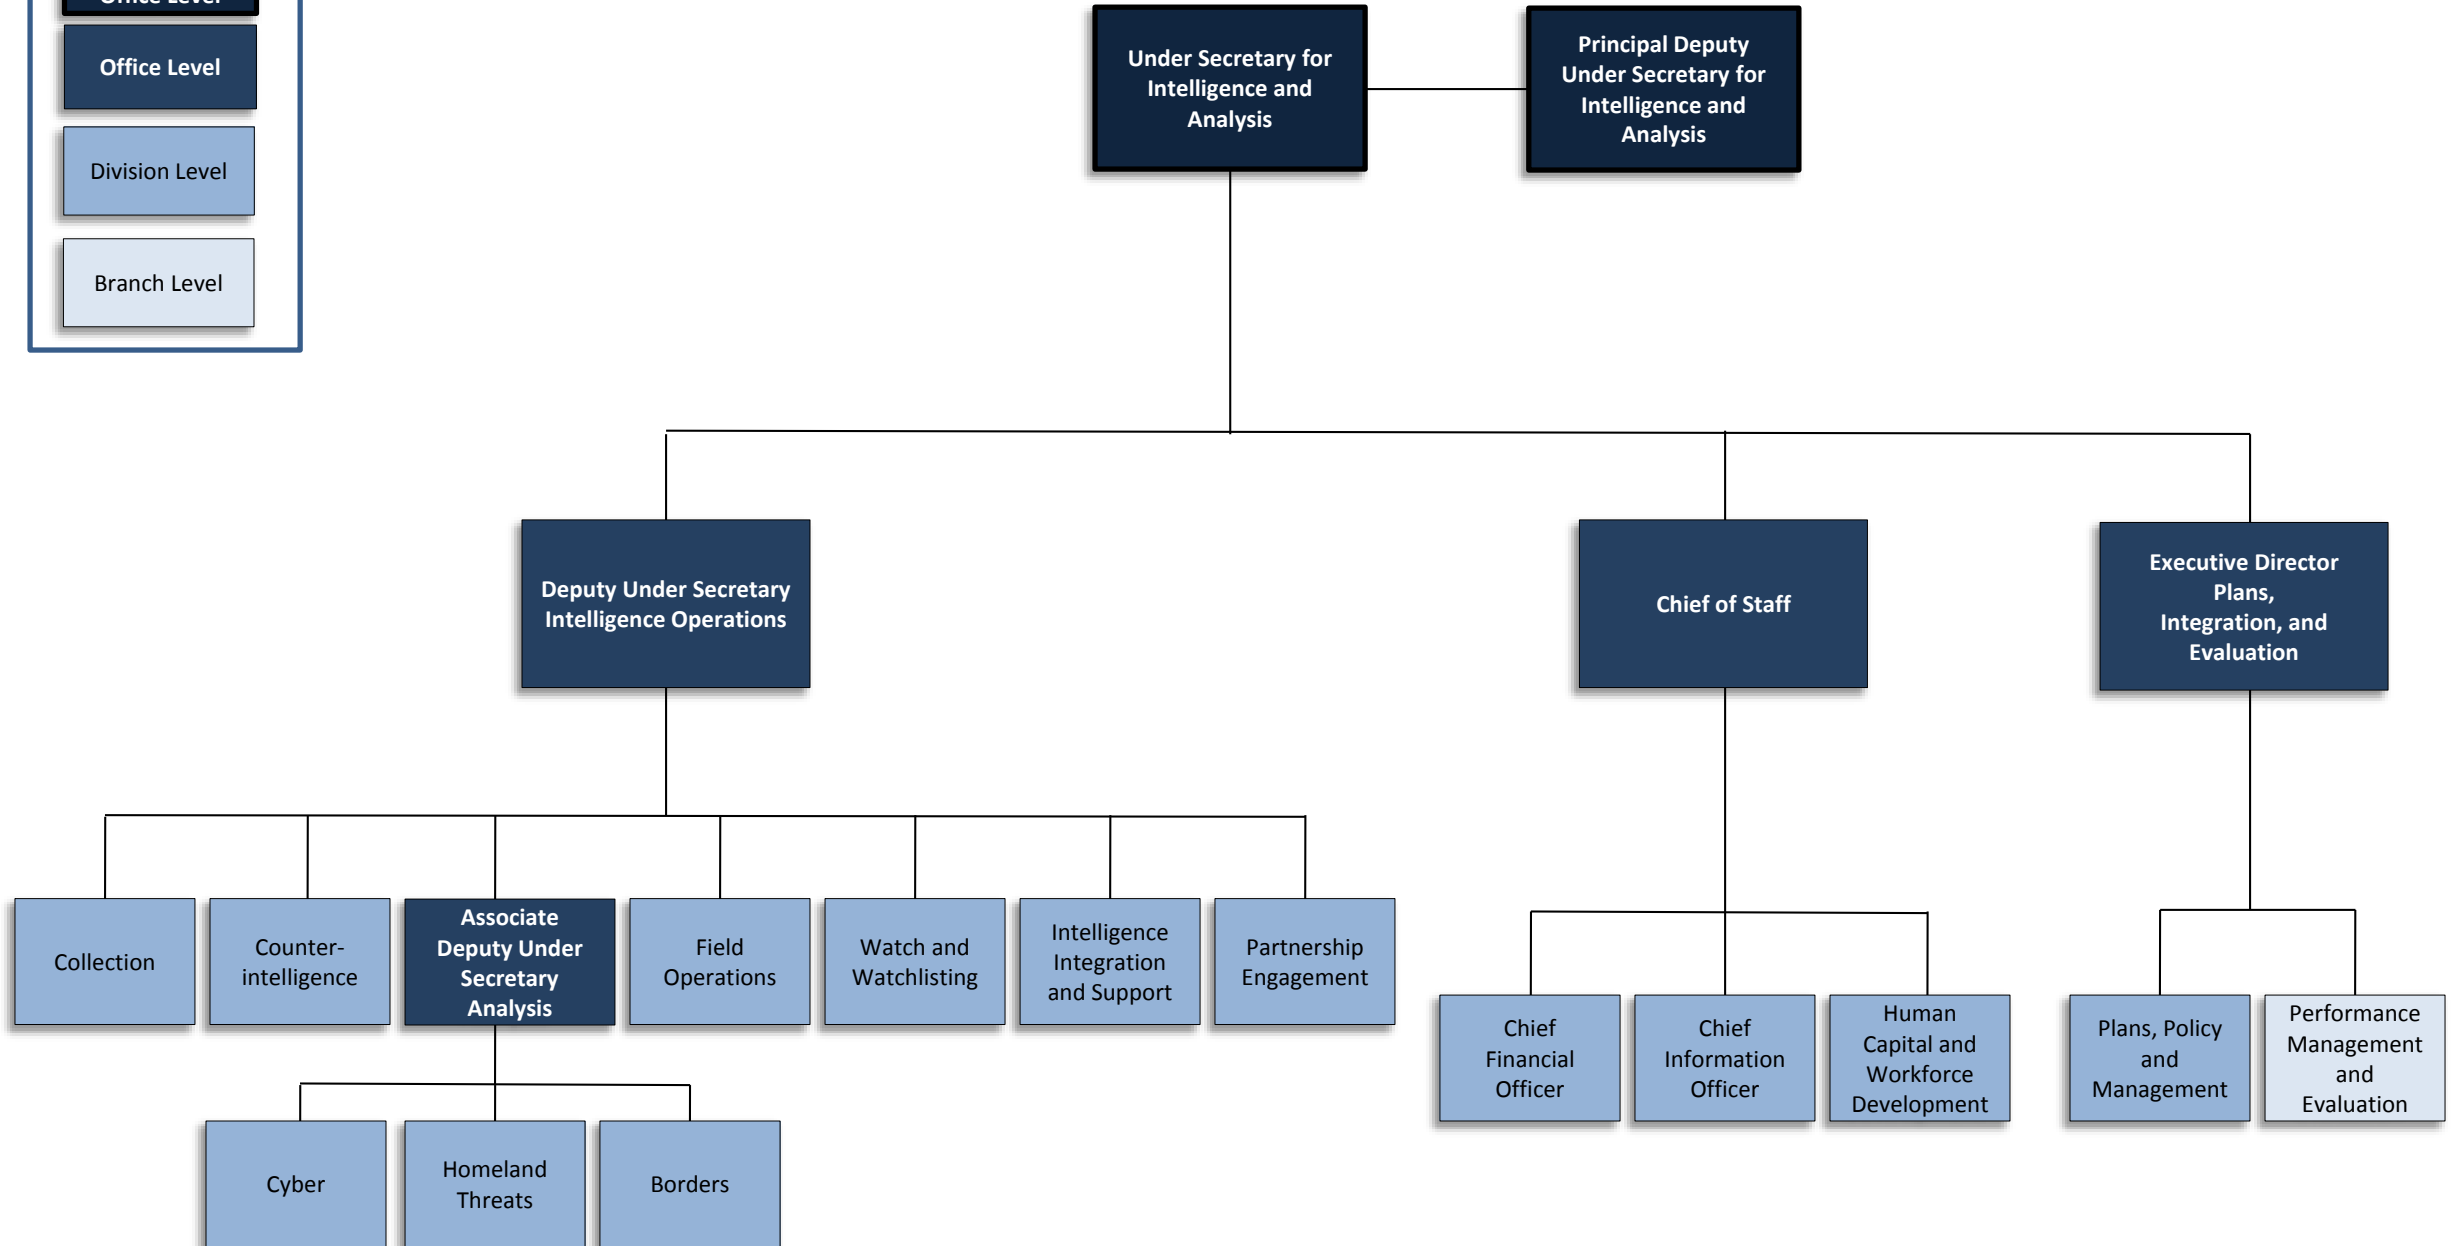 Office Level
Office Level
Division Level
Branch Level
Under Secretary for
Intelligence and
Analysis
Principal Deputy
Under Secretary for
Intelligence and
Analysis
Deputy Under Secretary
Intelligence Operations
Chief of Staff
Executive Director
Plans,
Integration, and
Evaluation
Collection
Counter-
intelligence
Associate
Deputy Under
Secretary
Analysis
Field
Operations
Watch and
Watchlisting
Intelligence
Integration
and Support
Partnership
Engagement
Chief
Financial
Officer
Chief
Information
Officer
Human
Capital and
Workforce
Development
Plans, Policy
and
Management
Performance
Management
and
Evaluation
Cyber
Homeland
Threats
Borders